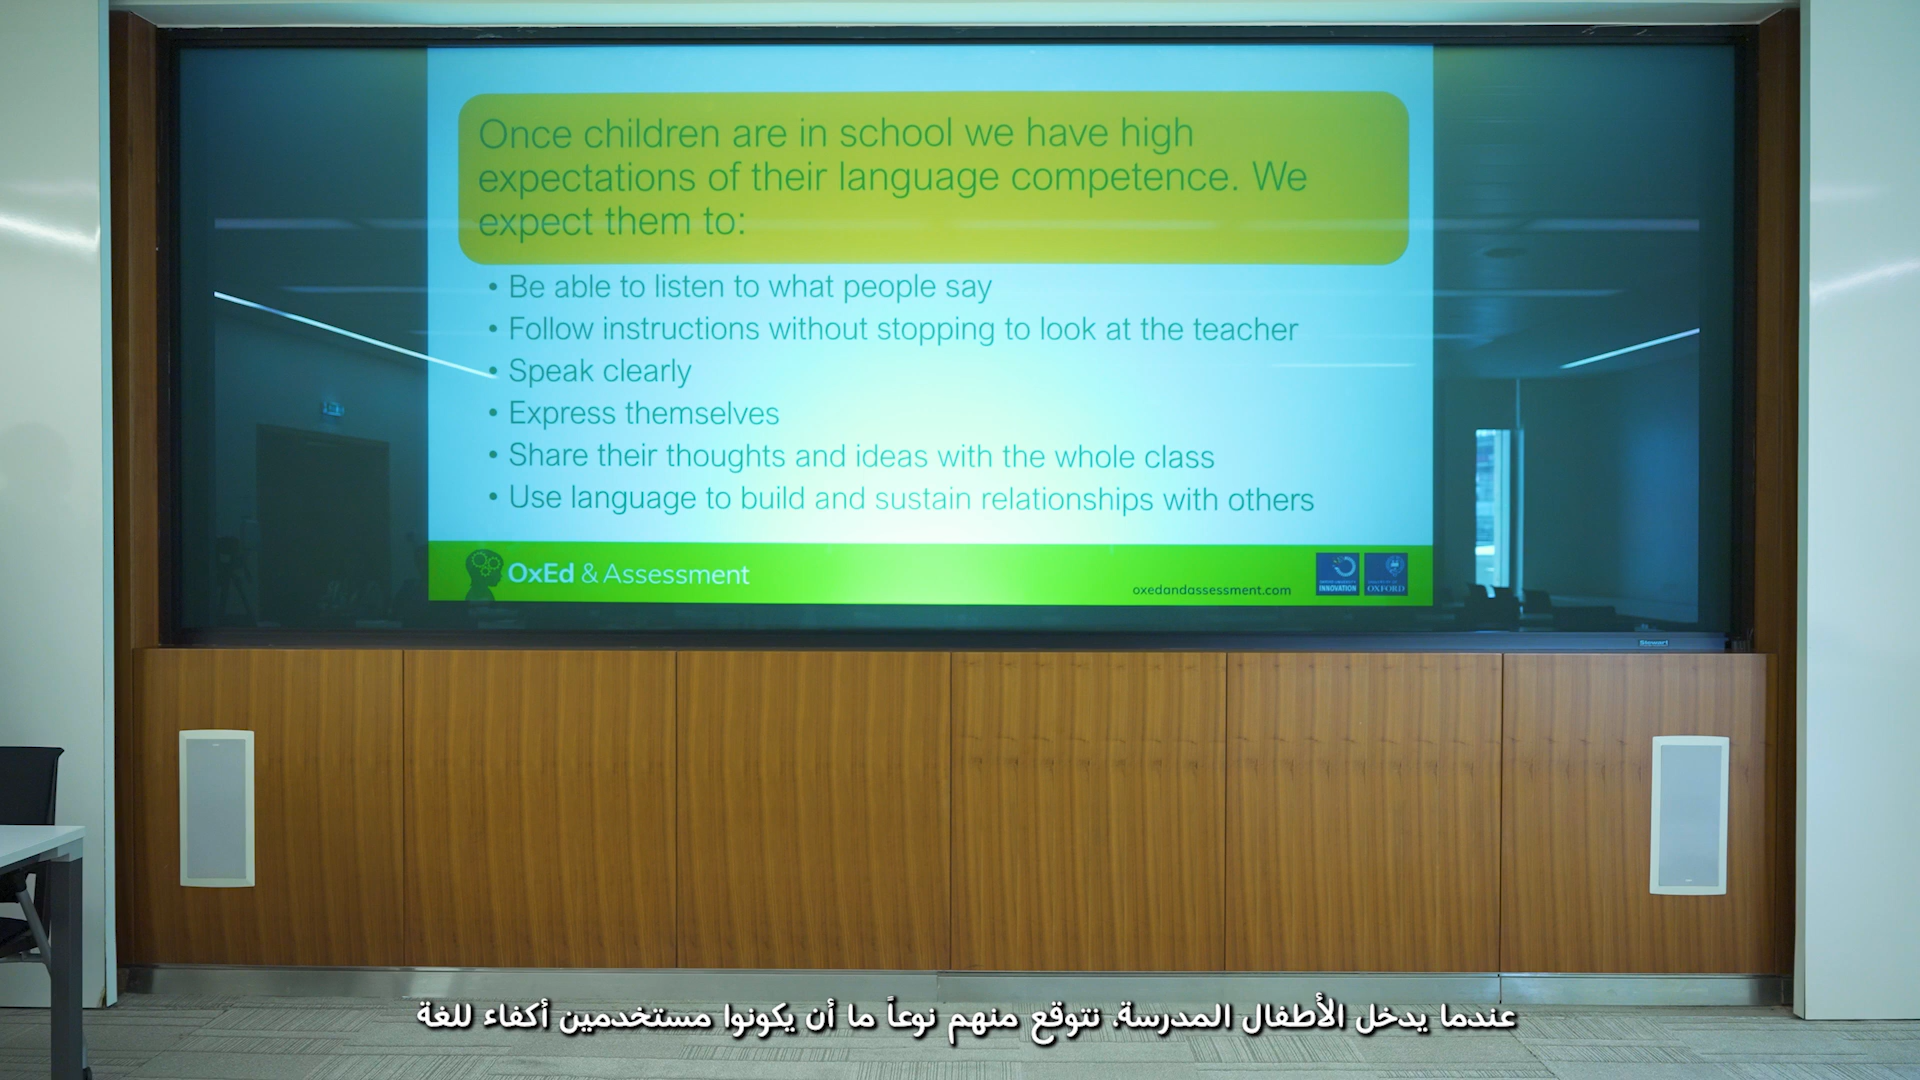 Once children are in school we have high
expectations of their language competence. We
expect them to:
• Be able to listen to what people say
• Follow instructions without stopping to look at the teacher
• Speak clearly
• Express themselves
• Share their thoughts and ideas with the whole class
• Use language to build and sustain relationships with others
OxEd & Assessment
oxedandassessment.com
INNOVATION
OXFORD
Stewart
عندما يدخل الأطفال المدرسة، نتوقع منهم نوعاً ما أن يكونوا مستخدمين أكفاء للغة